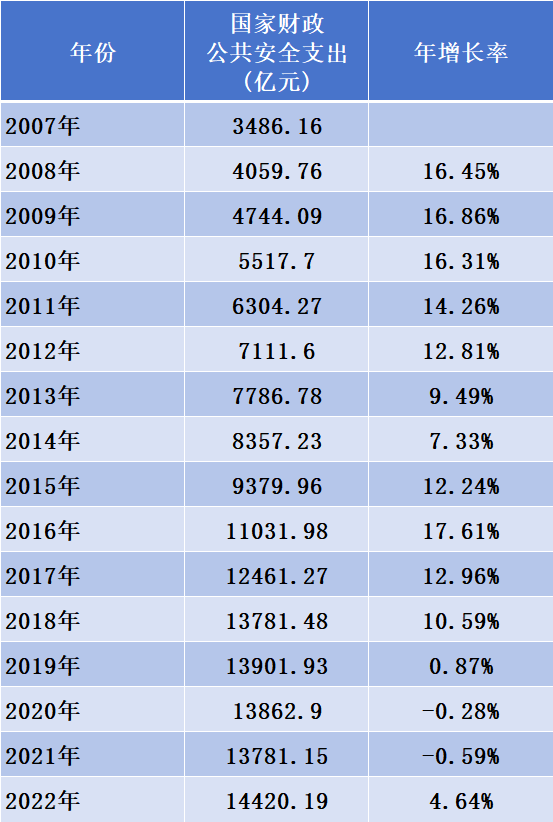 年份 国家财政 年增长率
公共安全支出
(亿元)
2007年 3486.16
2008年 4059.76 16.45%
2009年 4744.09 16.86%
2010年 5517.7 16.31%
2011年 6304.27 14.26%
2012年 7111.6 12.81%
2013年 7786.78 9.49%
2014年 8357.23 7.33%
2015年 9379.96 12.24%
2016年 11031.98 17.61%
2017年 12461.27 12.96%
2018年 13781.48 10.59%
2019年 13901.93 0.87%
2020年 13862.9 -0.28%
2021年 13781.15 -0.59%
2022年 14420.19 4.64%